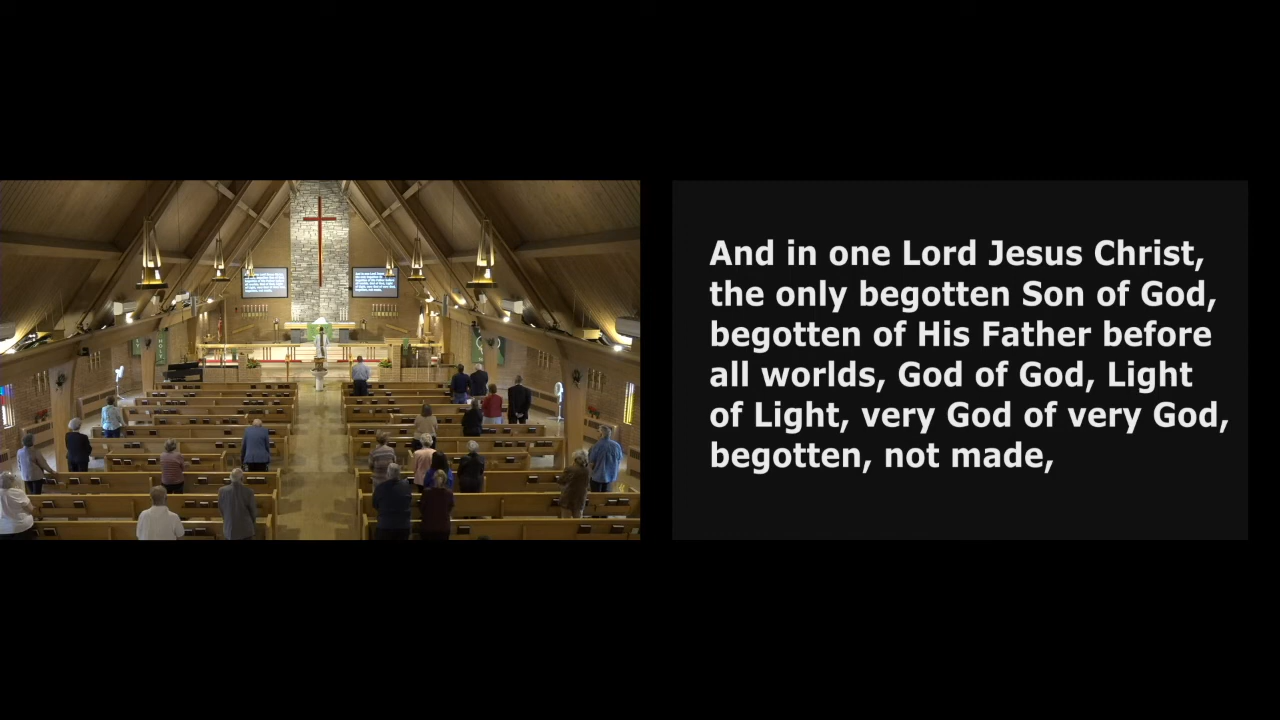 And in one Lord Jesus Christ,
the only begotten Son of God,
begotten of His Father before
all worlds, God of God, Light
of Light, very God of very God,
begotten, not made,